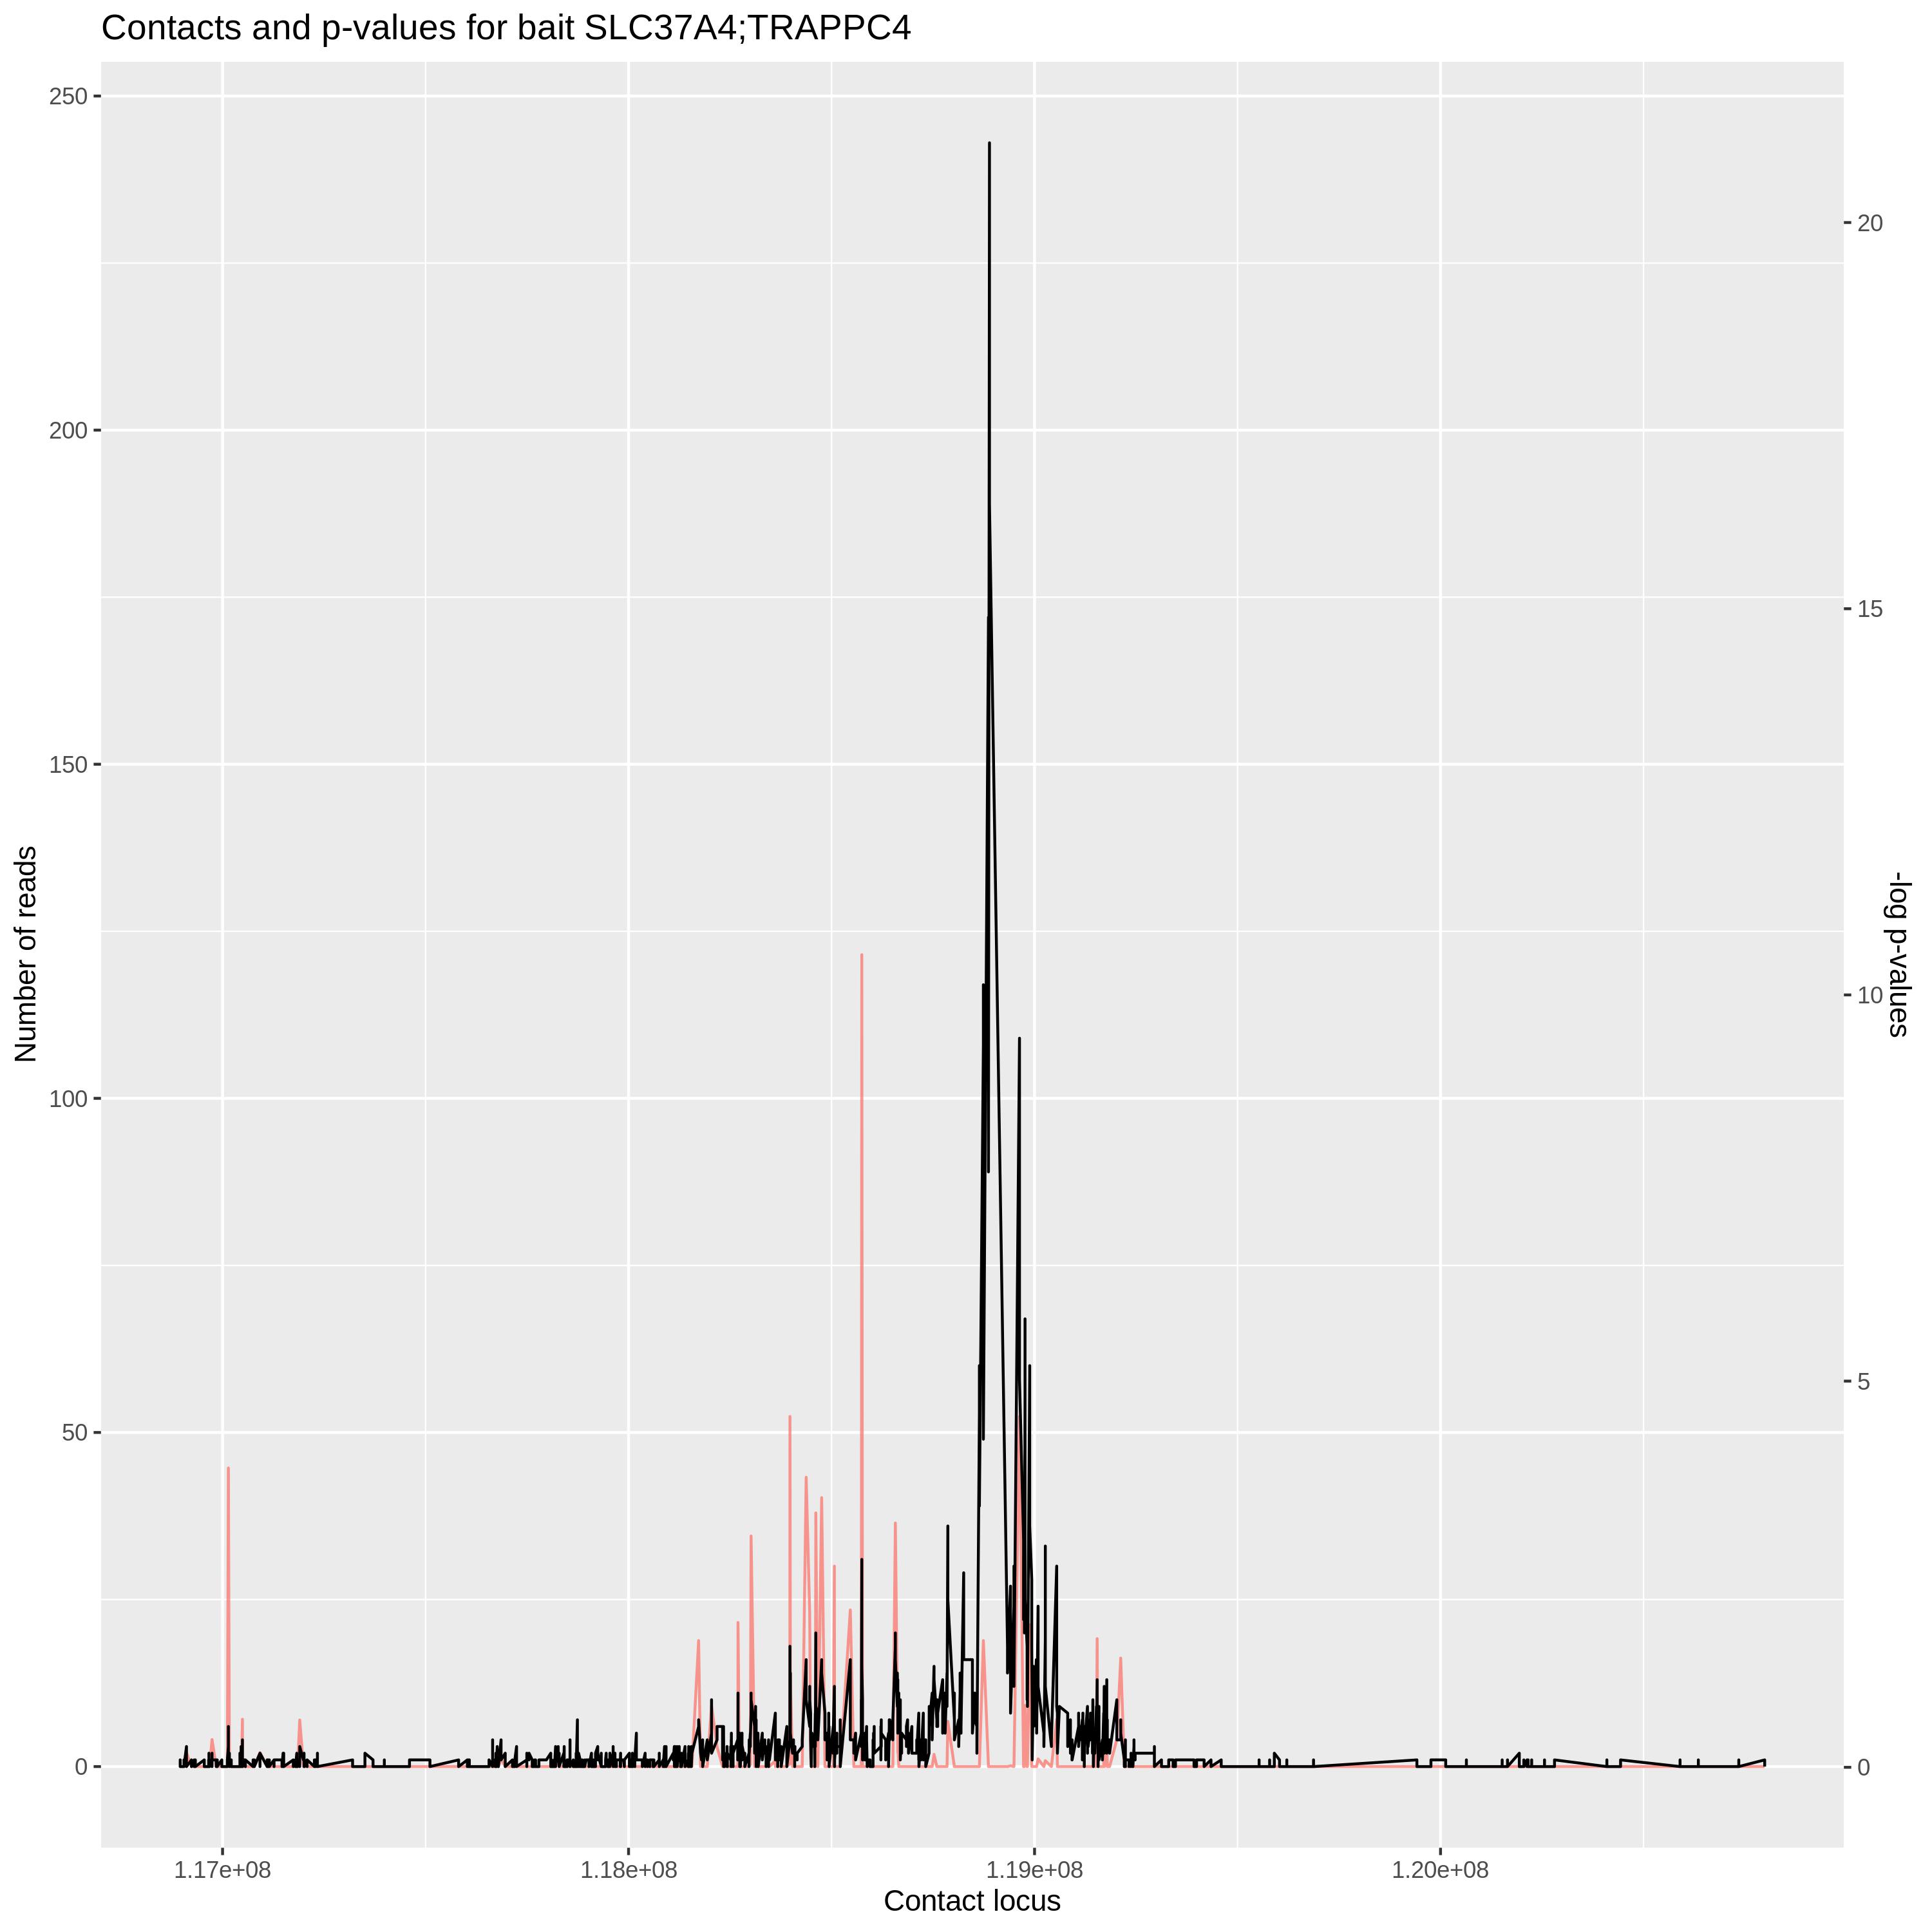 Contacts and p-values for bait SLC37A4;TRAPPC4
250
200
150
100
50
0
Number of reads
20
15
10
5
0
-log p-values
1.17e+08
1.18e+08
1.19e+08
1.20e+08
Contact locus